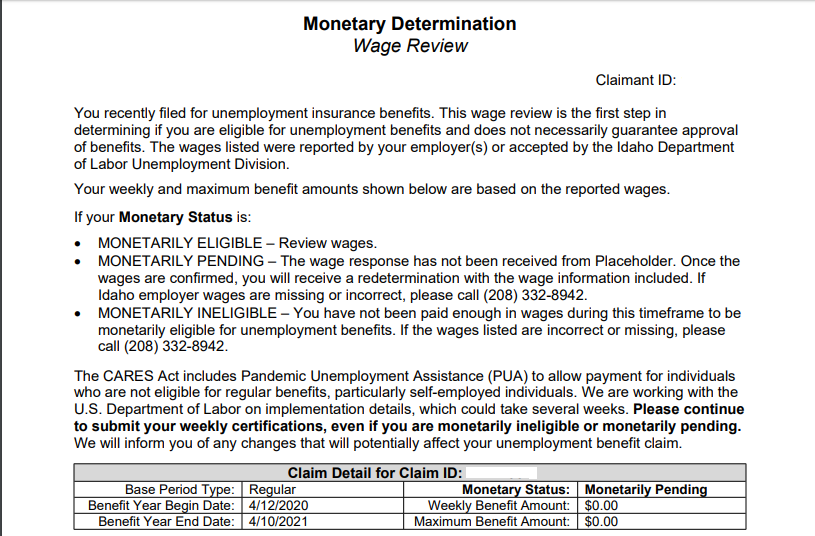 Monetary Determination
Wage Review
Claimant ID:
You recently filed for unemployment insurance benefits. This wage review is the first step in
determining if you are eligible for unemployment benefits and does not necessarily guarantee approval
of benefits. The wages listed were reported by your employer(s) or accepted by the Idaho Department
of Labor Unemployment Division.
Your weekly and maximum benefit amounts shown below are based on the reported wages.
If your Monetary Status is:
• MONETARILY ELIGIBLE – Review wages.
• MONETARILY PENDING – The wage response has not been received from Placeholder. Once the
wages are confirmed, you will receive a redetermination with the wage information included. If
Idaho employer wages are missing or incorrect, please call (208) 332-8942.
• MONETARILY INELIGIBLE – You have not been paid enough in wages during this timeframe to be
monetarily eligible for unemployment benefits. If the wages listed are incorrect or missing, please
call (208) 332-8942.
The CARES Act includes Pandemic Unemployment Assistance (PUA) to allow payment for individuals
who are not eligible for regular benefits, particularly self-employed individuals. We are working with the
U.S. Department of Labor on implementation details, which could take several weeks. Please continue
to submit your weekly certifications, even if you are monetarily ineligible or monetarily pending.
We will inform you of any changes that will potentially affect your unemployment benefit claim.
Claim Detail for Claim ID:
Base Period Type: Regular Monetary Status: Monetarily Pending
Benefit Year Begin Date: 4/12/2020 Weekly Benefit Amount: $0.00
Benefit Year End Date: 4/10/2021 Maximum Benefit Amount: $0.00